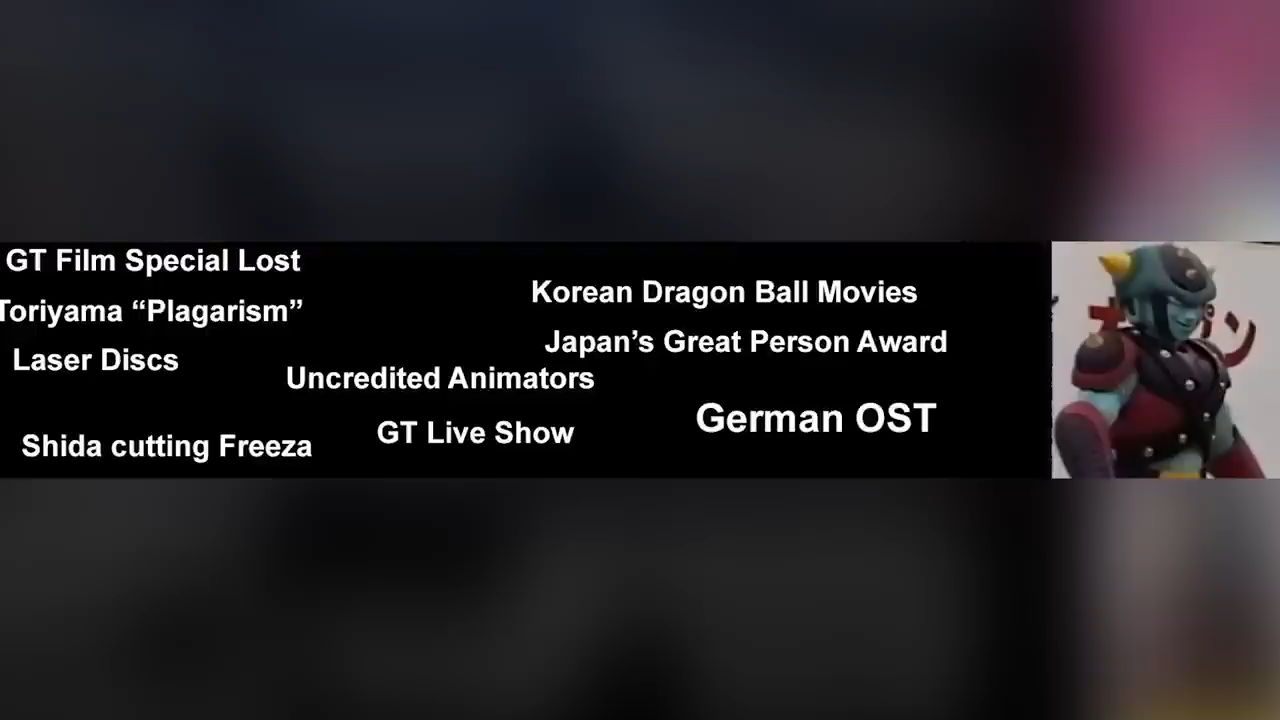 GT Film Special Lost
Toriyama “Plagarism”
Laser Discs
Shida cutting Freeza
Uncredited Animators
GT Live Show
Korean Dragon Ball Movies
Japan’s Great Person Award
German OST